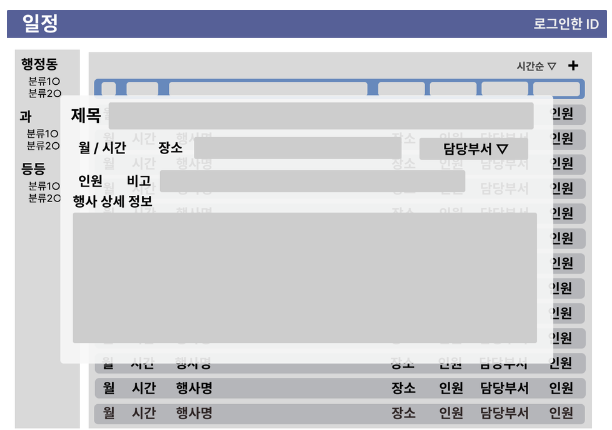 일정
로그인한 ID
행정동
분류1O
분류2O
과
분류1O
분류2O
등등
분류1O
분류2O
시간순 ▽ +
제목
월 / 시간 장소 담당부서 ▽
인원 비고
행사 상세 정보
인원
월 시간 행사명 장소 인원 담당부서 인원
월 시간 행사명 장소 인원 담당부서 인원
월 시간 행사명 장소 인원 담당부서 인원
월 시간 행사명 장소 인원 담당부서 인원
인원
인원
인원
인원
인원
월 시간 행사명 장소 인원 담당부서 인원
월 시간 행사명 장소 인원 담당부서 인원
월 시간 행사명 장소 인원 담당부서 인원